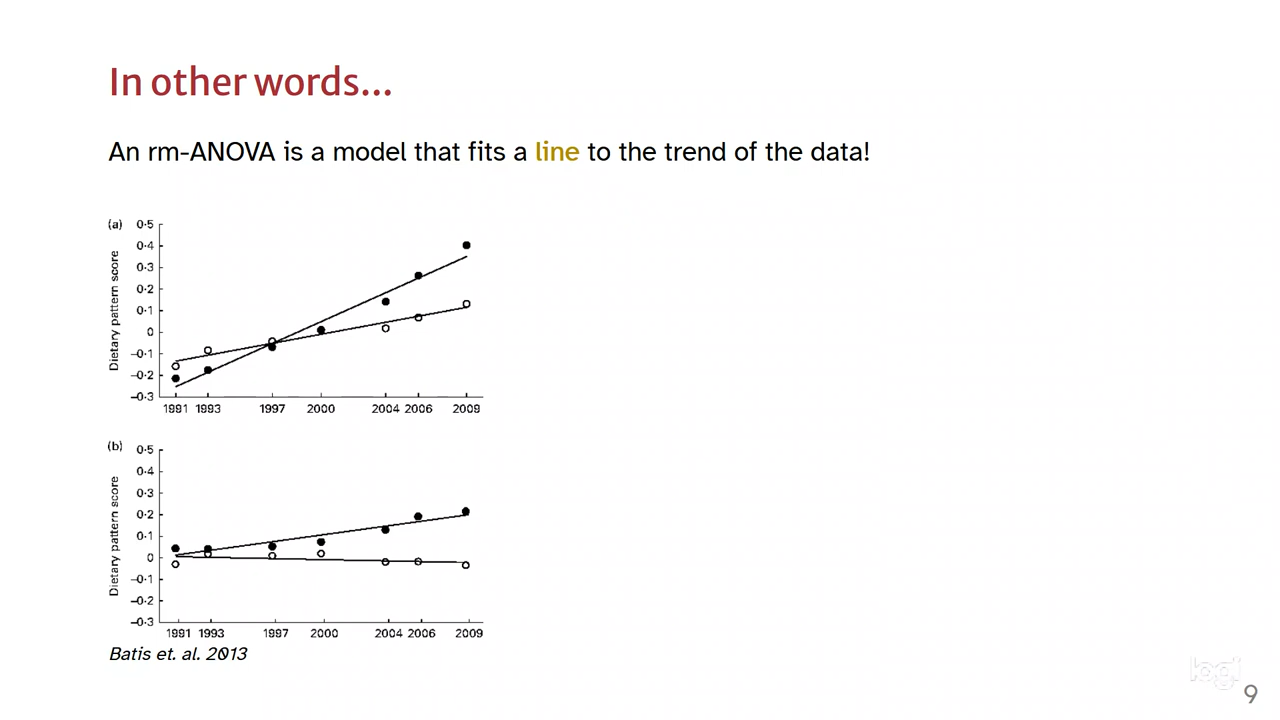 In other words...
An rm-ANOVA is a model that fits a line to the trend of the data!
(a)
Dietary pattern score
0·5
0·4
0·3
0·2
0·1
0
–0·1
–0·2
–0·3
1991 1993 1997 2000 2004 2006 2009
(b)
Dietary pattern score
0·5
0·4
0·3
0·2
0·1
0
–0·1
–0·2
–0·3
1991 1993 1997 2000 2004 2006 2009
Batis et. al. 2013
logi
9